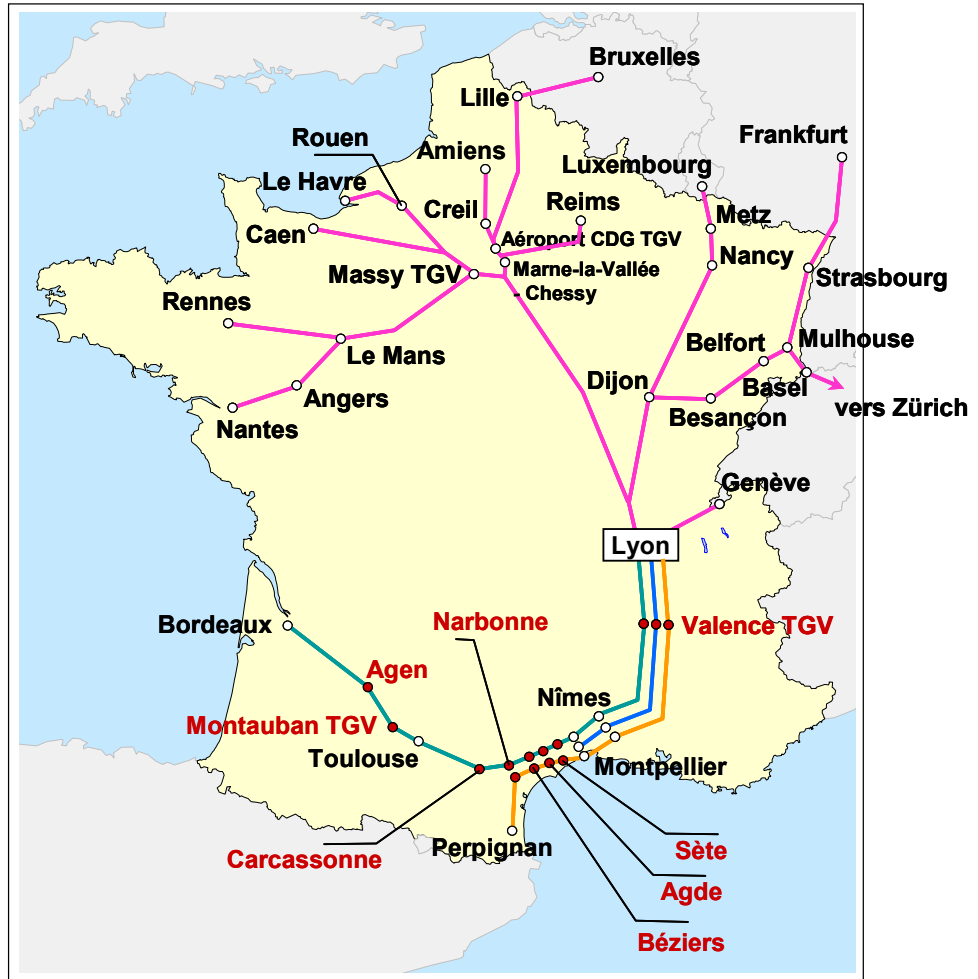 Bruxelles
Lille
Frankfurt
Rouen
Amiens
Luxembourg
Le Havre
Reims
Metz
Creil
Caen
Aéroport CDG TGV
Nancy
Massy TGV
Marne-la-Vallée
- Chessy
Strasbourg
Rennes
Le Mans
Belfort
Mulhouse
Dijon
Basel
Angers
Besançon
vers Zürich
Nantes
Genève
Lyon
Narbonne
Bordeaux
Valence TGV
Agen
Nîmes
Montauban TGV
Toulouse
Montpellier
Perpignan
Sète
Carcassonne
Agde
Béziers